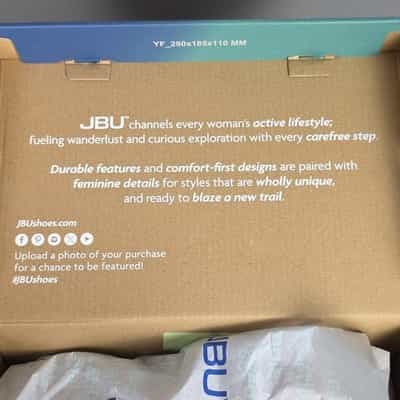 YF_290x185x110 MM
JBU™ channels every woman's active lifestyle;
fueling wanderlust and curious exploration with every carefree step.
Durable features and comfort-first designs are paired with
feminine details for styles that are wholly unique,
and ready to blaze a new trail.
JBUshoes.com
Upload a photo of your purchase
for a chance to be featured!
#JBUshoes
JBU